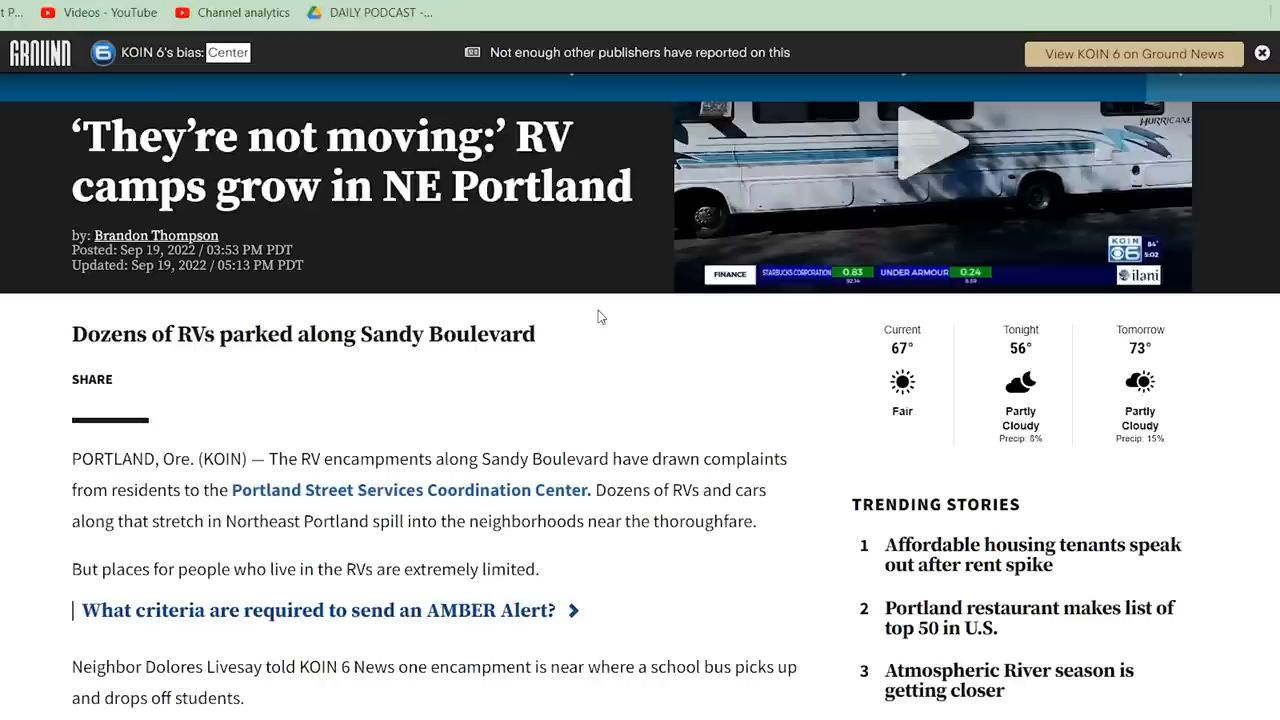 t P...
Videos - YouTube
Channel analytics
DAILY PODCAST -...
GROUND
6
KOIN 6's bias: Center
Not enough other publishers have reported on this
View KOIN 6 on Ground News
‘They’re not moving:’ RV
camps grow in NE Portland
by: Brandon Thompson
Posted: Sep 19, 2022 / 03:53 PM PDT
Updated: Sep 19, 2022 / 05:13 PM PDT
HURRICANE
KOIN
6
84°
5:02
FINANCE
STARBUCKS CORPORATION 0.83
92.14
UNDER ARMOUR 0.24
8.59
ilani
Dozens of RVs parked along Sandy Boulevard
SHARE
PORTLAND, Ore. (KOIN) — The RV encampments along Sandy Boulevard have drawn complaints
from residents to the Portland Street Services Coordination Center. Dozens of RVs and cars
along that stretch in Northeast Portland spill into the neighborhoods near the thoroughfare.
But places for people who live in the RVs are extremely limited.
What criteria are required to send an AMBER Alert?
Neighbor Dolores Livesay told KOIN 6 News one encampment is near where a school bus picks up
and drops off students.
Current
67°
Fair
Tonight
56°
Partly
Cloudy
Precip: 8%
Tomorrow
73°
Partly
Cloudy
Precip: 15%
TRENDING STORIES
1 Affordable housing tenants speak
out after rent spike
2 Portland restaurant makes list of
top 50 in U.S.
3 Atmospheric River season is
getting closer